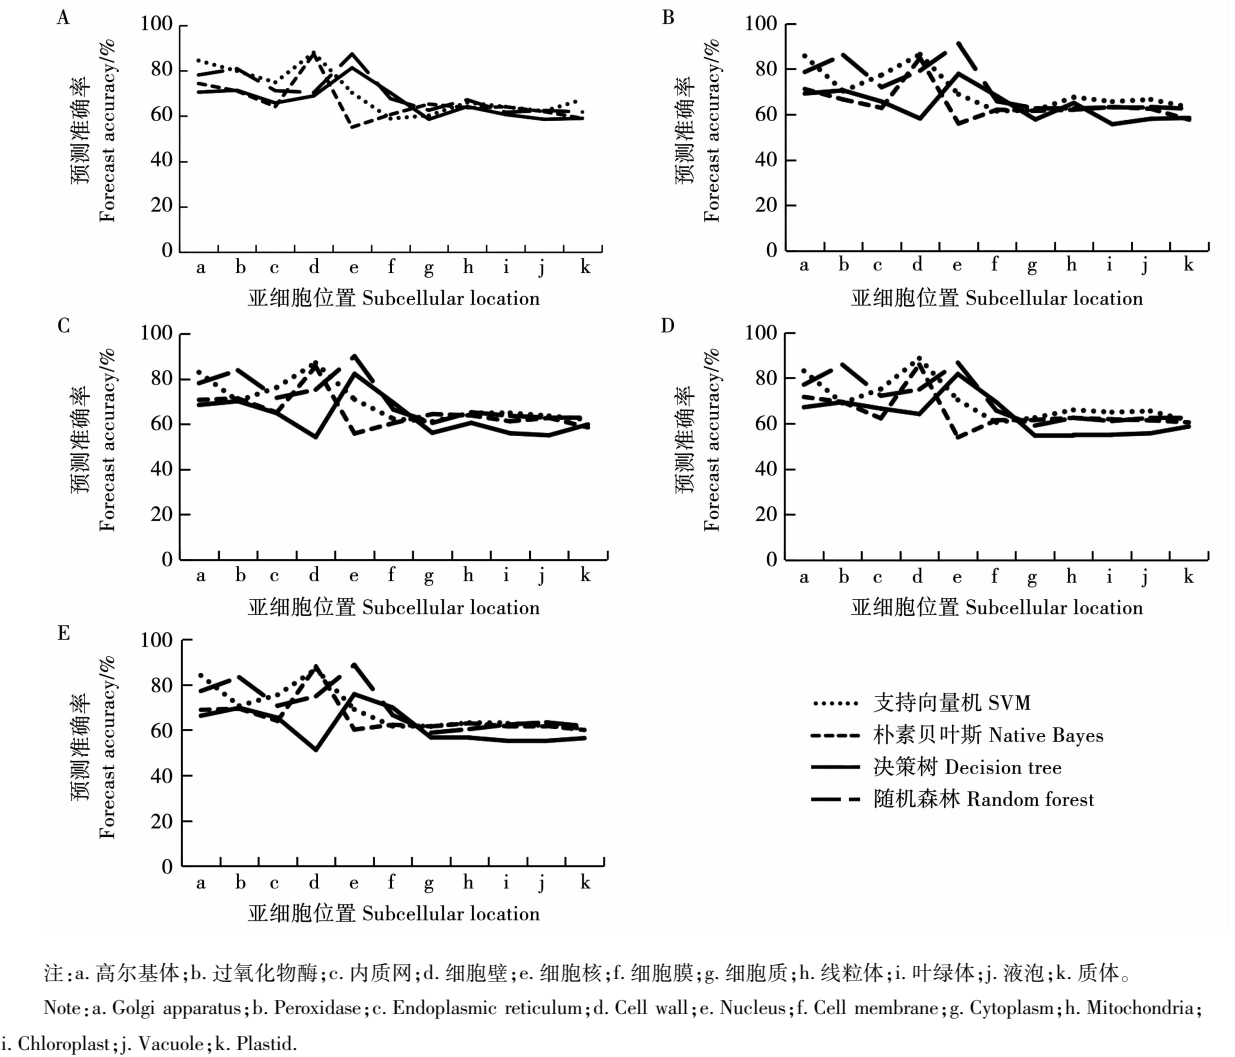 A
100
80
60
40
20
0
预测准确率
Forecast accuracy/%
a b c d e f g h i j k
亚细胞位置 Subcellular location
B
100
80
60
40
20
0
预测准确率
Forecast accuracy/%
a b c d e f g h i j k
亚细胞位置 Subcellular location
C
100
80
60
40
20
0
预测准确率
Forecast accuracy/%
a b c d e f g h i j k
亚细胞位置 Subcellular location
D
100
80
60
40
20
0
预测准确率
Forecast accuracy/%
a b c d e f g h i j k
亚细胞位置 Subcellular location
E
100
80
60
40
20
0
预测准确率
Forecast accuracy/%
a b c d e f g h i j k
亚细胞位置 Subcellular location
支持向量机 SVM
朴素贝叶斯 Native Bayes
决策树 Decision tree
随机森林 Random forest
注:a. 高尔基体;b. 过氧化物酶;c. 内质网;d. 细胞壁;e. 细胞核;f. 细胞膜;g. 细胞质;h. 线粒体;i. 叶绿体;j. 液泡;k. 质体。
Note:a. Golgi apparatus;b. Peroxidase;c. Endoplasmic reticulum;d. Cell wall;e. Nucleus;f. Cell membrane;g. Cytoplasm;h. Mitochondria;
i. Chloroplast;j. Vacuole;k. Plastid.